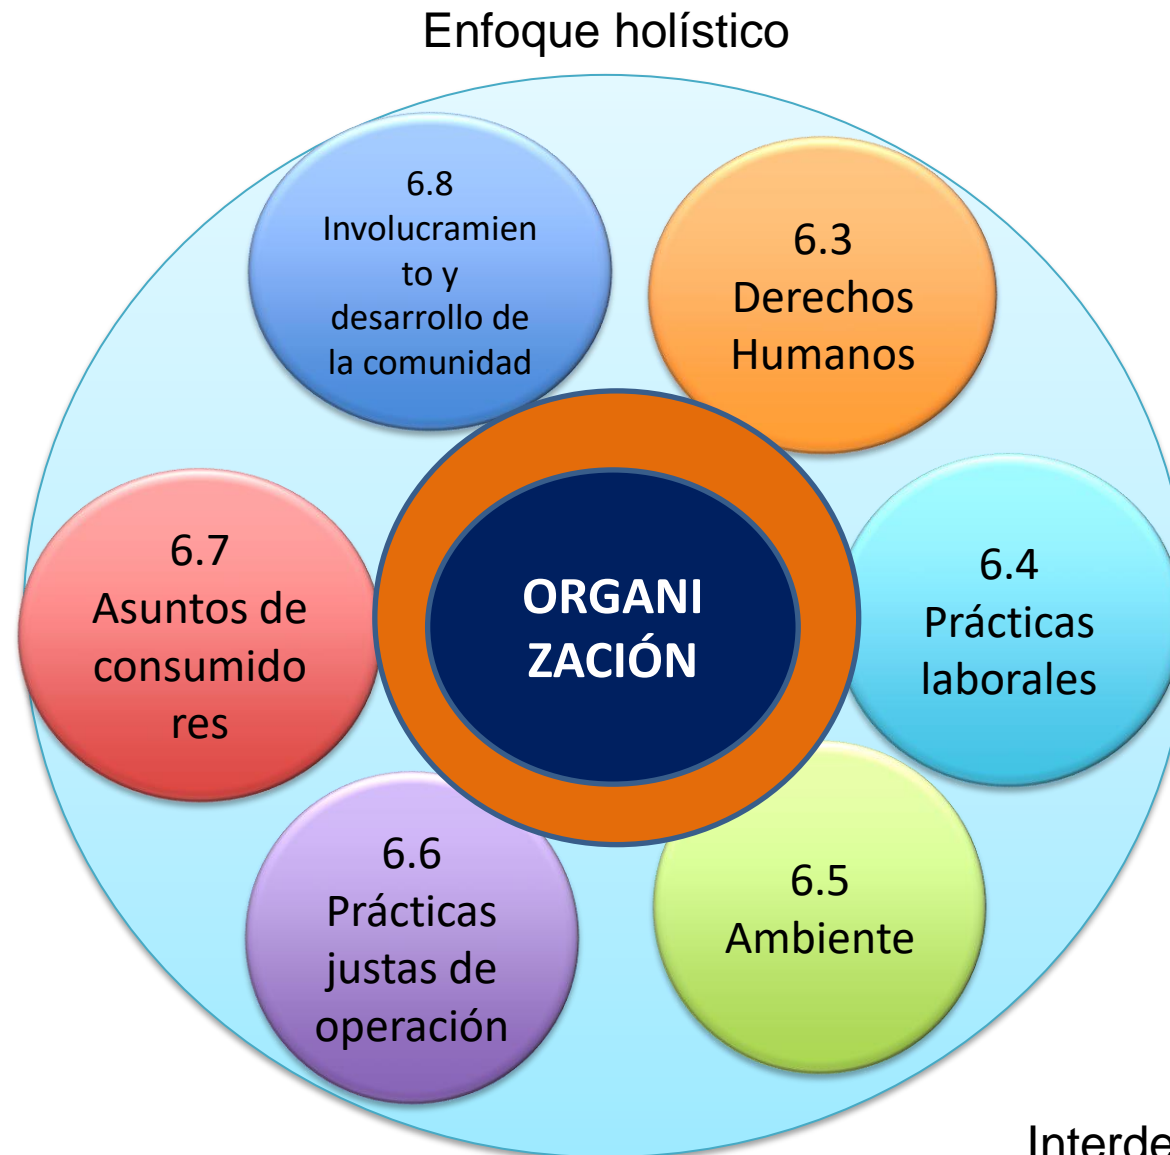 Enfoque holístico
6.8
Involucramien
to y
desarrollo de
la comunidad
6.3
Derechos
Humanos
6.7
Asuntos de
consumido
res
ORGANI
ZACIÓN
6.4
Prácticas
laborales
6.6
Prácticas
justas de
operación
6.5
Ambiente
Interde